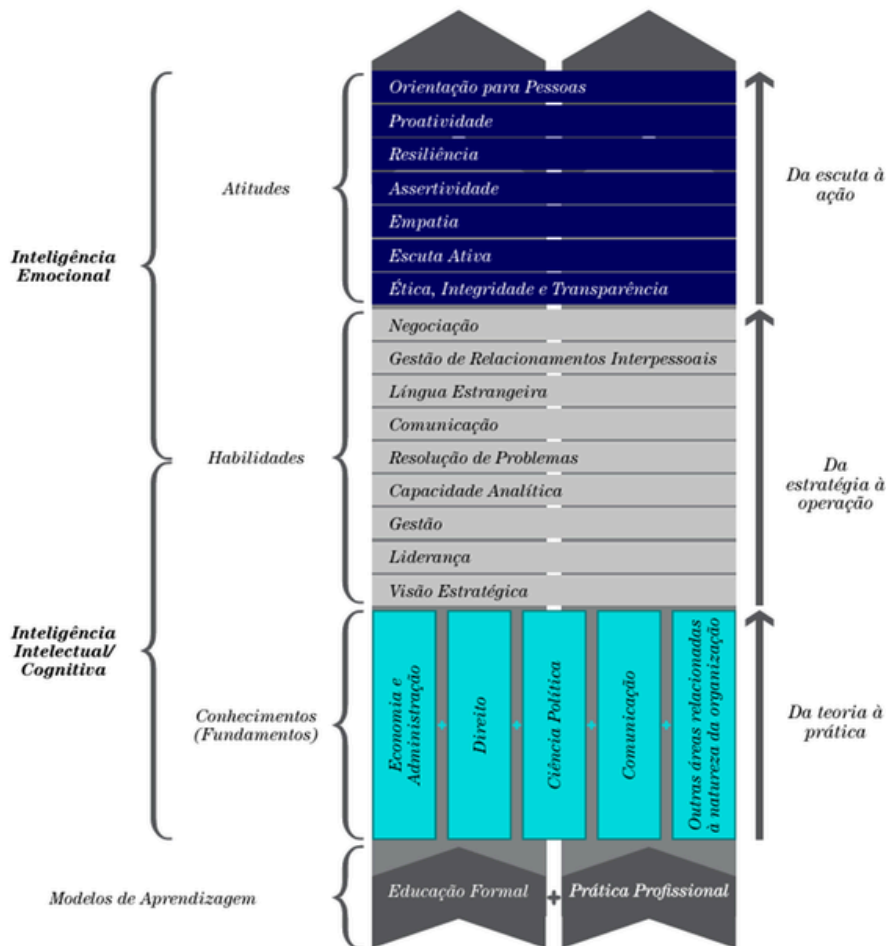 Orientação para Pessoas
Proatividade
Resiliência
Atitudes
Assertividade
Da escuta à
ação
Empatia
Inteligência
Emocional
Escuta Ativa
Ética, Integridade e Transparência
Negociação
Gestão de Relacionamentos Interpessoais
Língua Estrangeira
Comunicação
Habilidades
Resolução de Problemas
Da
estratégia à
operação
Capacidade Analítica
Gestão
Liderança
Visão Estratégica
Inteligência
Intelectual/
Cognitiva
Conhecimentos
(Fundamentos)
Economia e
Administração
+
Direito
+
Ciência Política
+
Comunicação
+
Outras áreas relacionadas
à natureza da organização
Da teoria à
prática
Modelos de Aprendizagem
Educação Formal
+
Prática Profissional